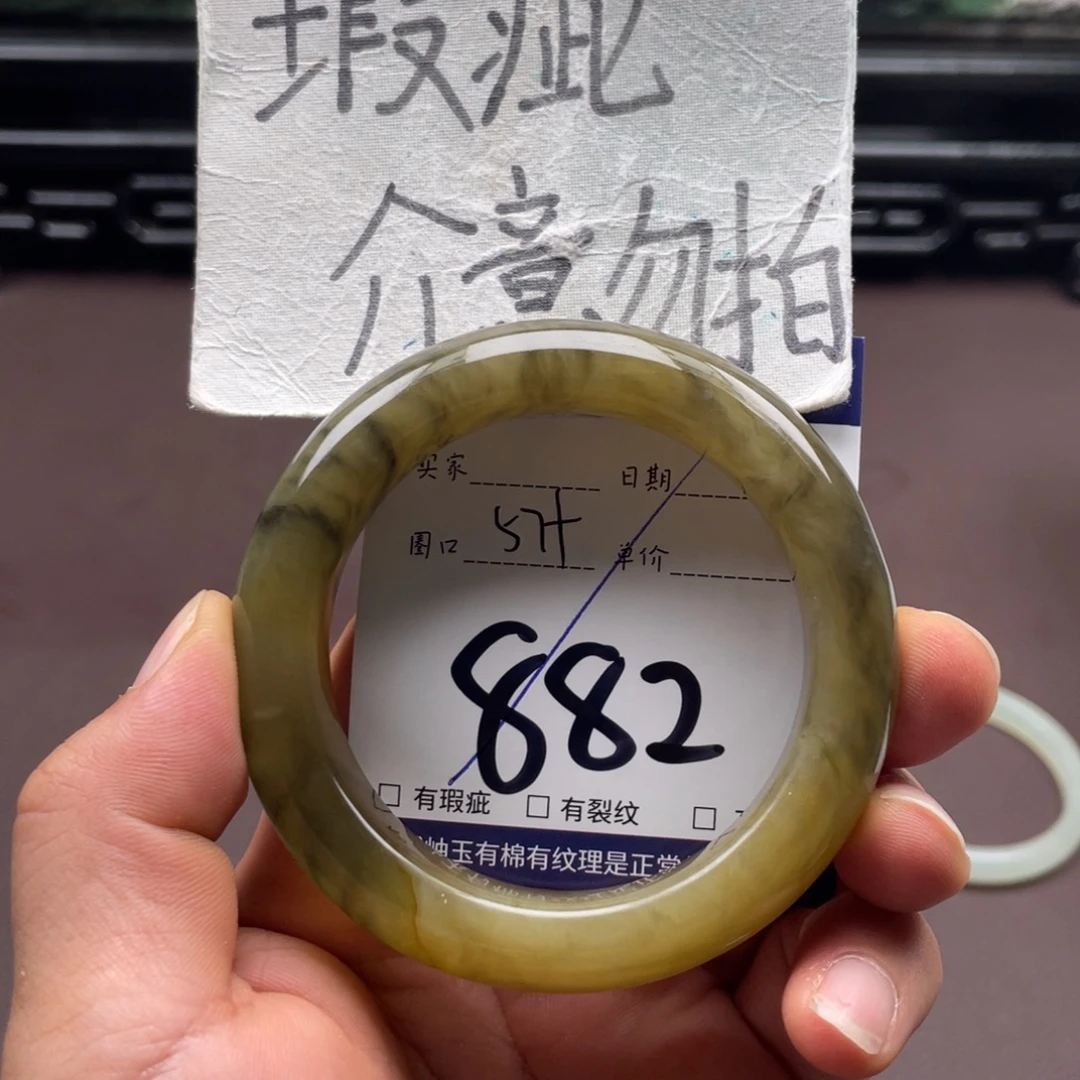 瑕疵
介意勿拍
买家 日期
圈口 57+ 单价
882
□ 有瑕疵 □ 有裂纹 □
岫玉有棉有纹理是正常